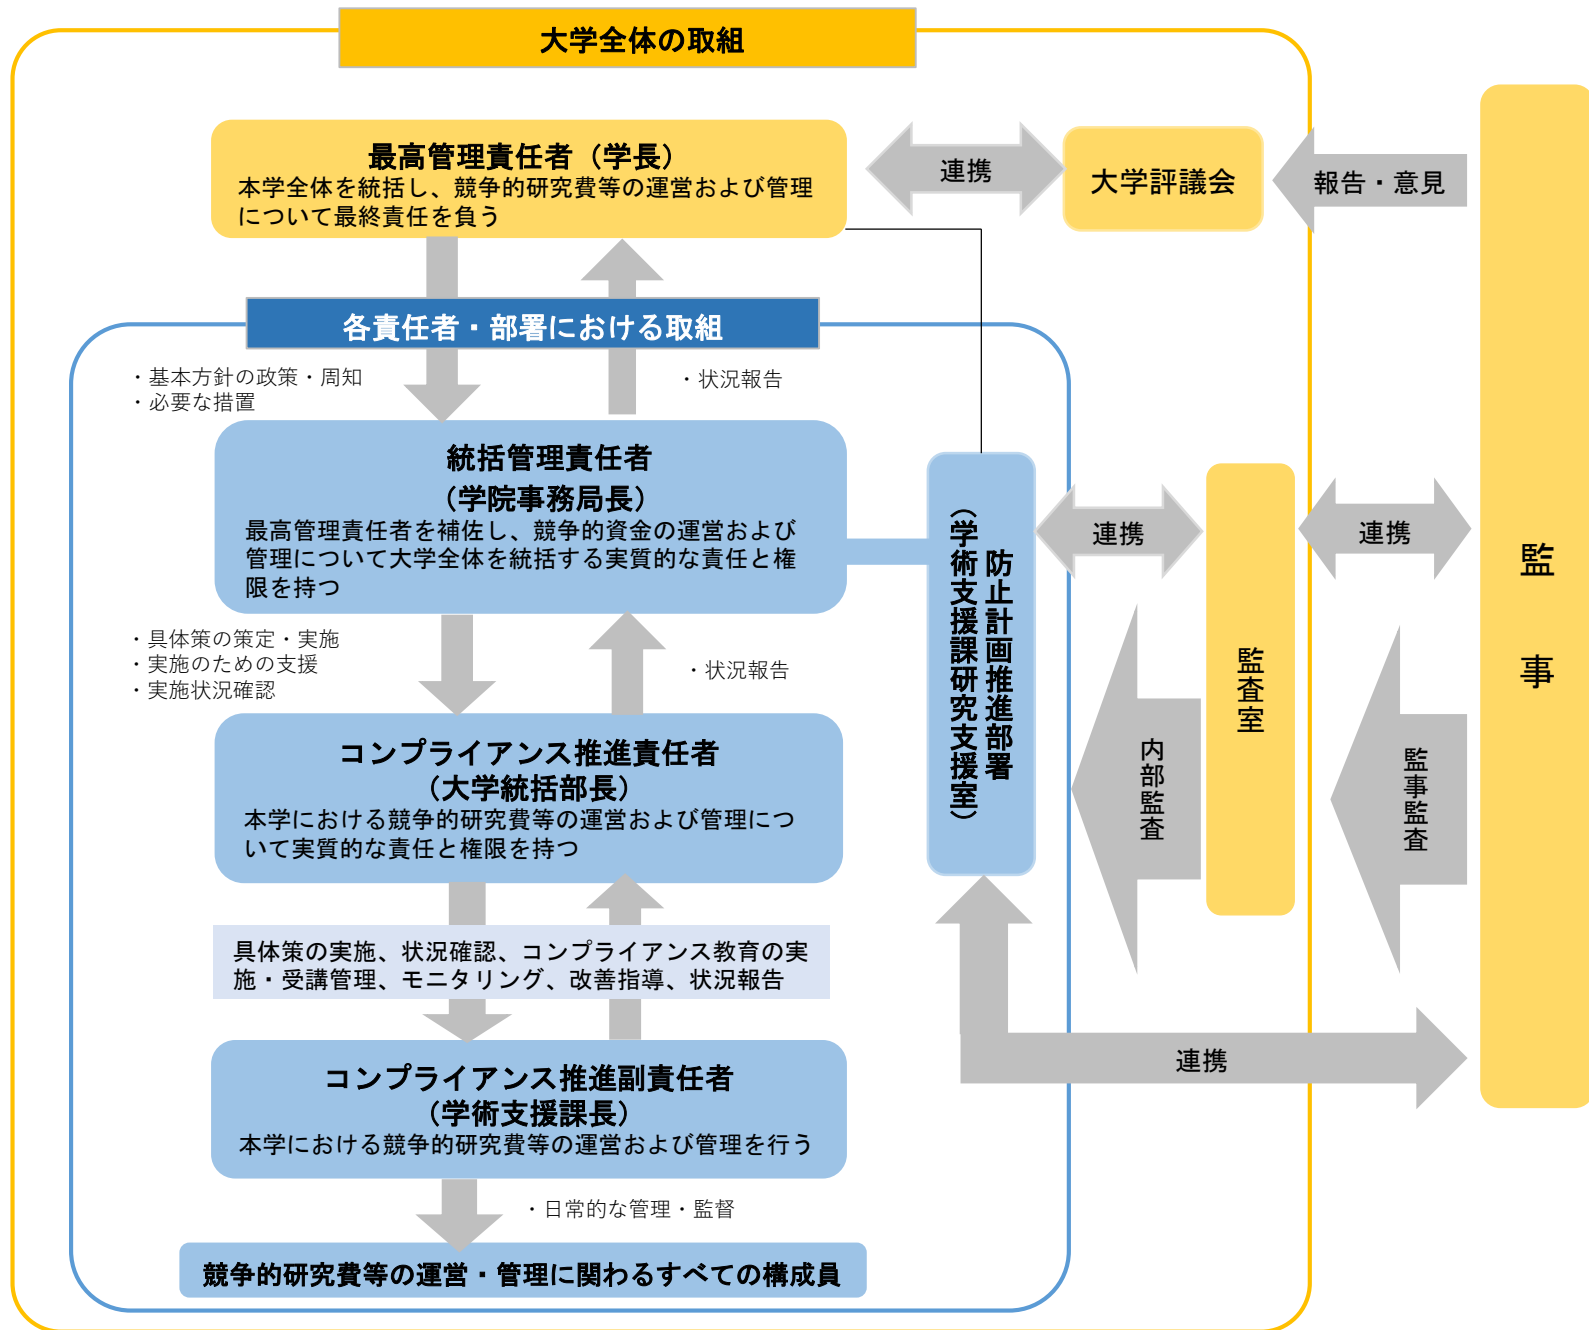 大学全体の取組
最高管理責任者（学長）
本学全体を統括し、競争的研究費等の運営および管理
について最終責任を負う
連携
大学評議会
報告・意見
各責任者・部署における取組
・基本方針の政策・周知
・必要な措置
・状況報告
統括管理責任者
（学院事務局長）
最高管理責任者を補佐し、競争的資金の運営および
管理について大学全体を統括する実質的な責任と権
限を持つ
防止計画推進部署
（学術支援課研究支援室）
連携
監査室
連携
監事
・具体策の策定・実施
・実施のための支援
・実施状況確認
・状況報告
内部監査
監事監査
コンプライアンス推進責任者
（大学統括部長）
本学における競争的研究費等の運営および管理につ
いて実質的な責任と権限を持つ
具体策の実施、状況確認、コンプライアンス教育の実
施・受講管理、モニタリング、改善指導、状況報告
連携
コンプライアンス推進副責任者
（学術支援課長）
本学における競争的研究費等の運営および管理を行う
・日常的な管理・監督
競争的研究費等の運営・管理に関わるすべての構成員